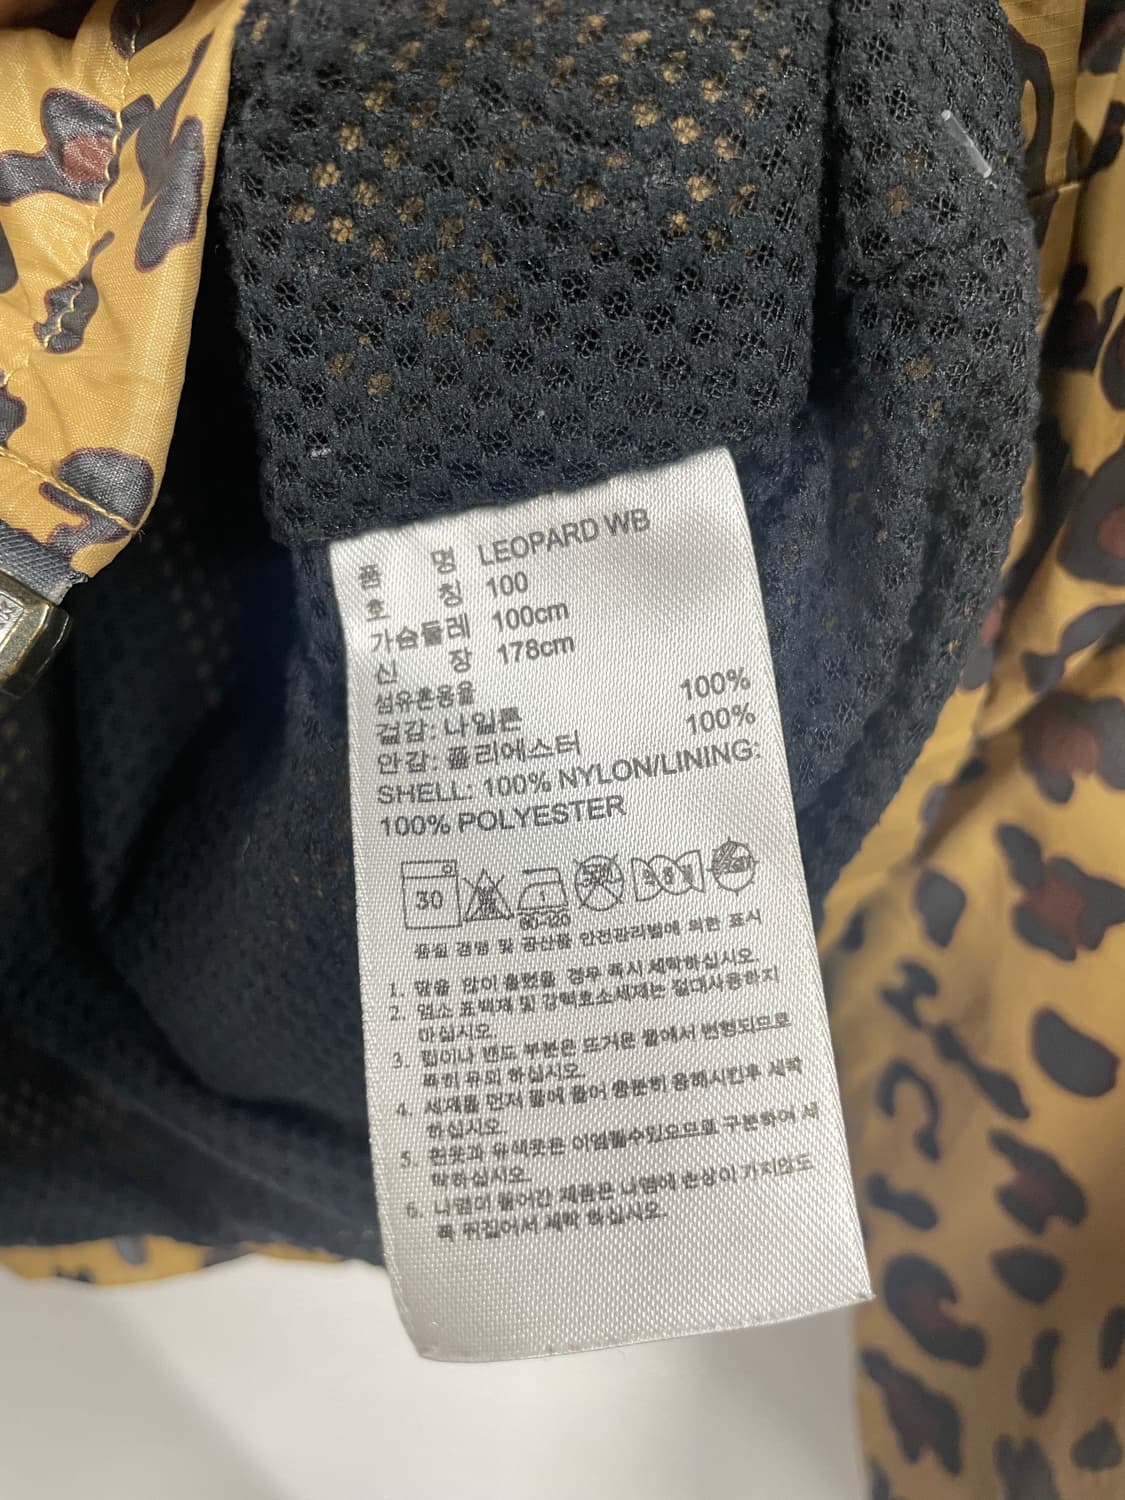 품 명 LEOPARD WB
호 칭 100
가슴둘레 100cm
신 장 178cm
섬유혼용율
겉감: 나일론 100%
안감: 폴리에스터 100%
SHELL: 100% NYLON/LINING:
100% POLYESTER
30
80-120
품질 경영 및 공산품 안전관리법에 의한 표시
1. 땀을 많이 흘렸을 경우 즉시 세탁하십시오.
2. 염소 표백제 및 강력효소세제는 절대사용하지
마십시오.
3. 립이나 밴드 부분은 뜨거운 물에서 변형되므로
특히 유의 하십시오.
4. 세제를 먼저 물에 풀어 충분히 용해시킨후 세탁
하십시오.
5. 흰옷과 유색옷은 이염될수있으므로 구분하여 세
탁하십시오.
6. 나염이 들어간 제품은 나염에 손상이 가지않도
록 뒤집어서 세탁 하십시오.